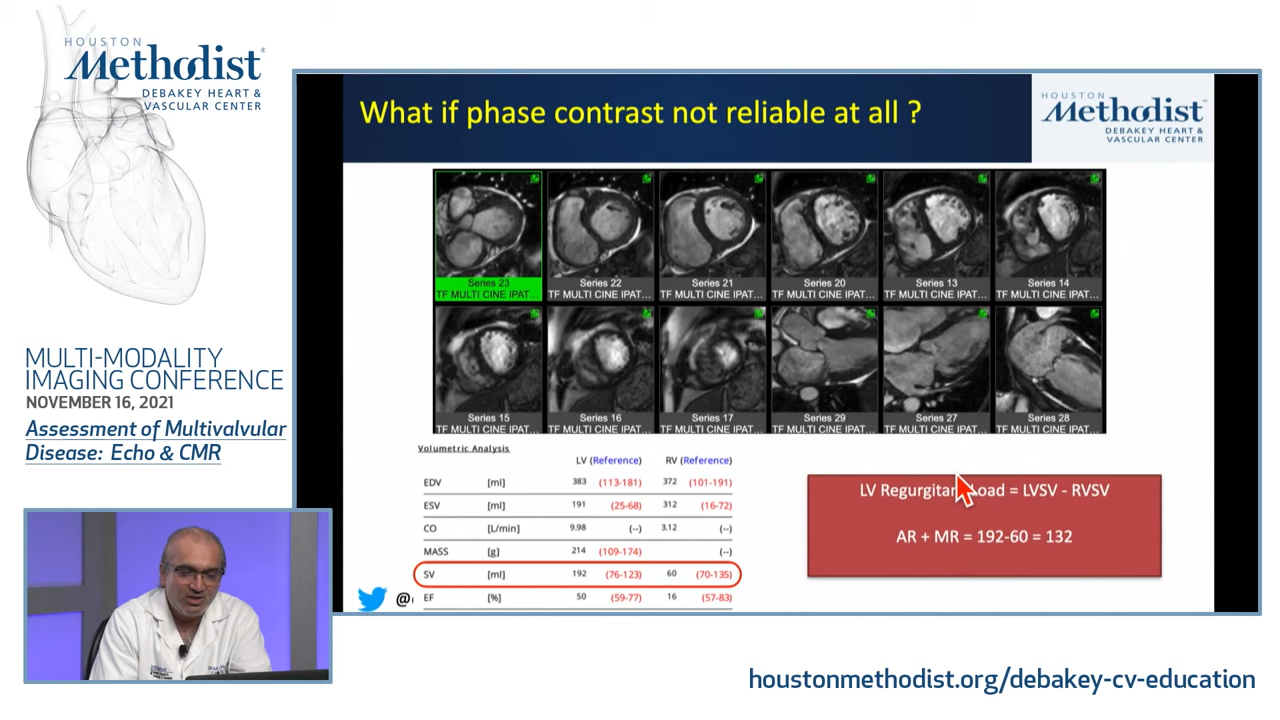 HOUSTON
Methodist
DEBAKEY HEART &
VASCULAR CENTER
MULTI-MODALITY
IMAGING CONFERENCE
NOVEMBER 16, 2021
Assessment of Multivalvular
Disease: Echo & CMR
What if phase contrast not reliable at all ?
HOUSTON
Methodist
DEBAKEY HEART &
VASCULAR CENTER
Series 23 Series 22 Series 21 Series 20 Series 13 Series 14
TF MULTI CINE IPAT... TF MULTI CINE IPAT... TF MULTI CINE IPAT... TF MULTI CINE IPAT... TF MULTI CINE IPAT... TF MULTI CINE IPAT...
Series 15 Series 16 Series 17 Series 29 Series 27 Series 28
TF MULTI CINE IPAT... TF MULTI CINE IPAT... TF MULTI CINE IPAT... TF MULTI CINE IPAT... TF MULTI CINE IPAT... TF MULTI CINE IPAT...
Volumetric Analysis
LV (Reference) RV (Reference)
EDV [ml] 383 (113-181) 372 (101-191)
ESV [ml] 191 (25-68) 312 (16-72)
CO [L/min] 9.98 (--) 3.12 (--)
MASS [g] 214 (109-174) (--)
SV [ml] 192 (76-123) 60 (70-135)
EF [%] 50 (59-77) 16 (57-83)
LV Load = LVSV - RVSV
AR + MR = 192-60 = 132
@
houstonmethodist.org/debakey-cv-education